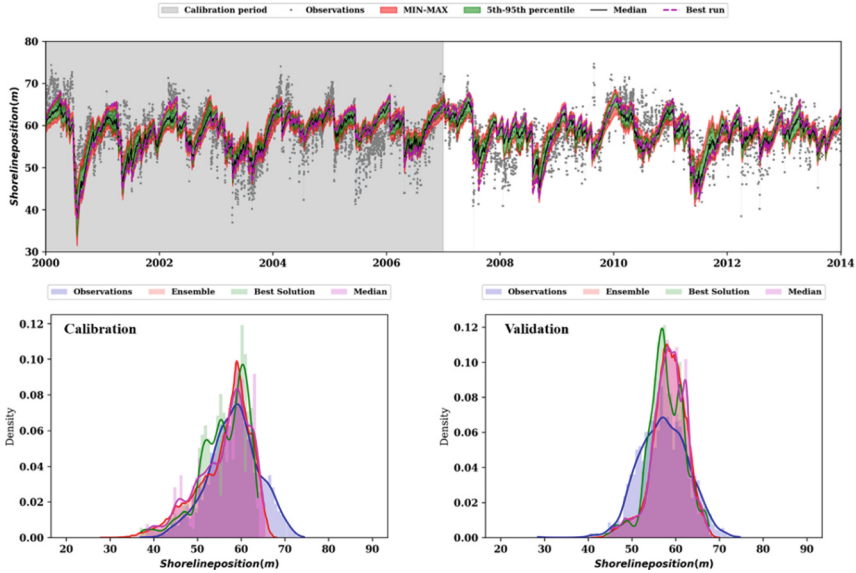 Calibration period Observations MIN-MAX 5th-95th percentile Median Best run
Shorelineposition(m)
80
70
60
50
40
30
2000 2002 2004 2006 2008 2010 2012 2014
Observations Ensemble Best Solution Median
Calibration
Density
0.12
0.10
0.08
0.06
0.04
0.02
0.00
20 30 40 50 60 70 80 90
Shorelineposition(m)
Observations Ensemble Best Solution Median
Validation
Density
0.12
0.10
0.08
0.06
0.04
0.02
0.00
20 30 40 50 60 70 80 90
Shorelineposition(m)